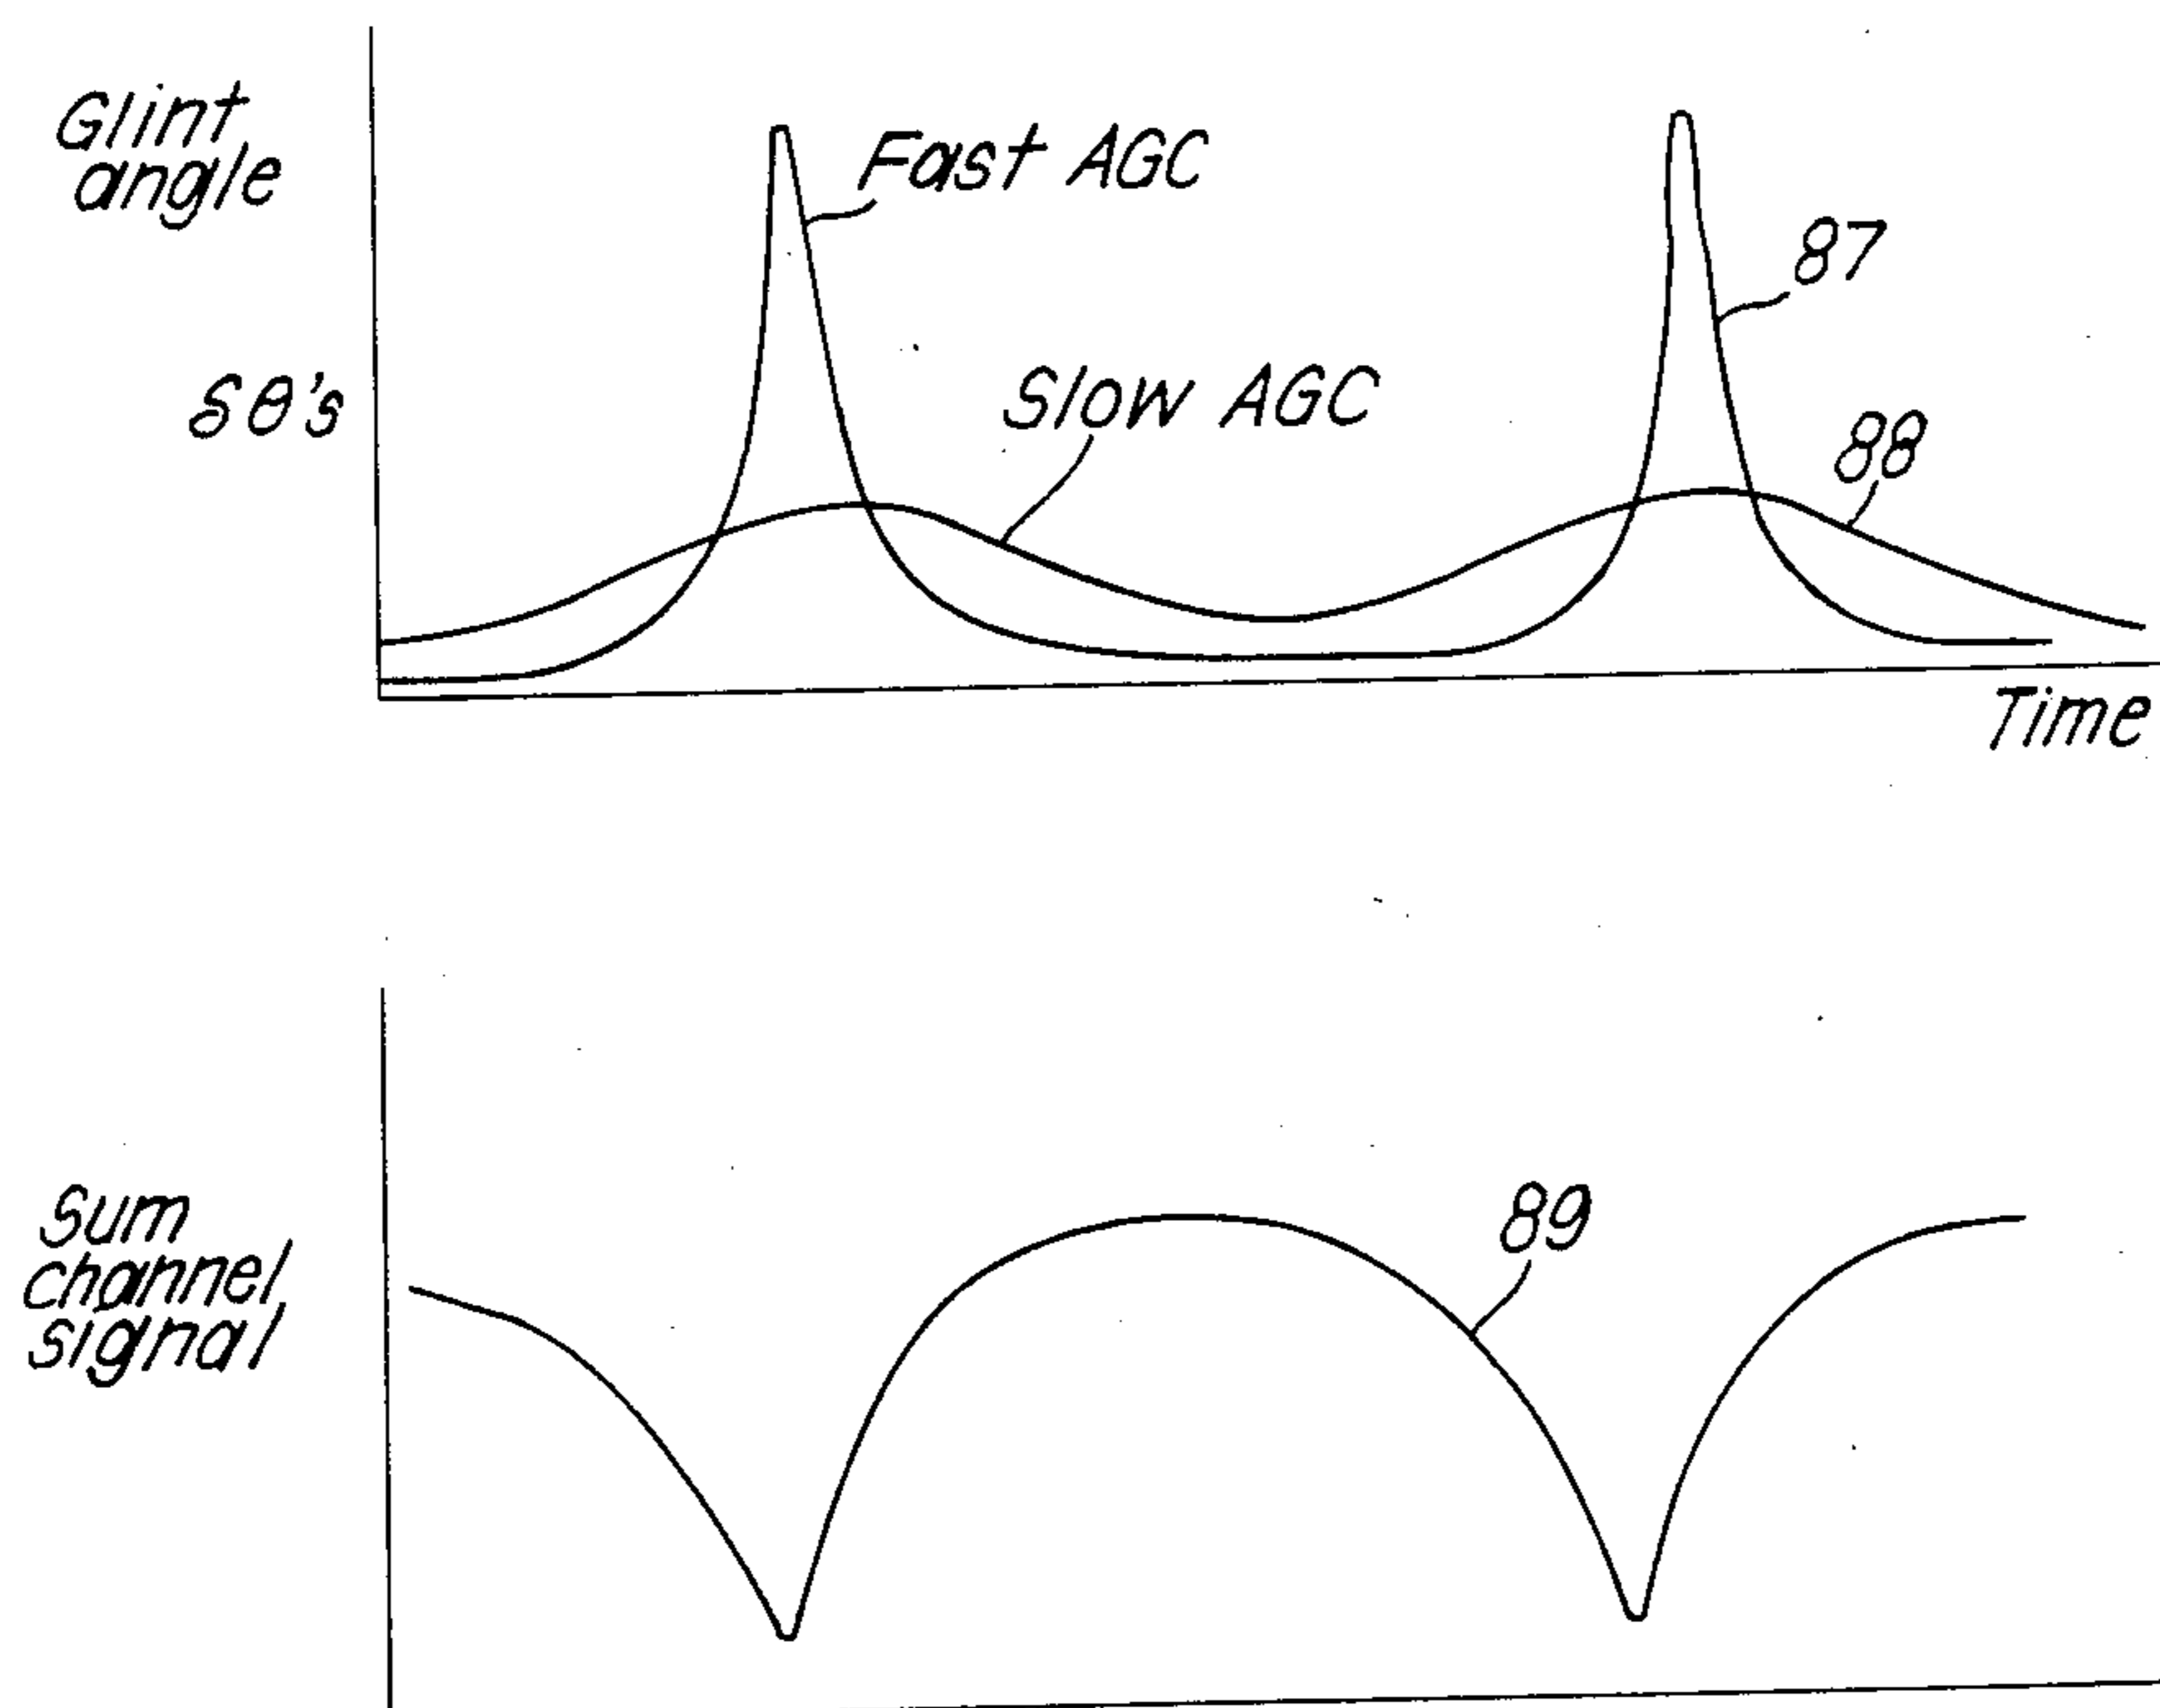 Glint
angle
Fast AGC
87
δθ's
Slow AGC
88
Time
Sum
channel
signal
89